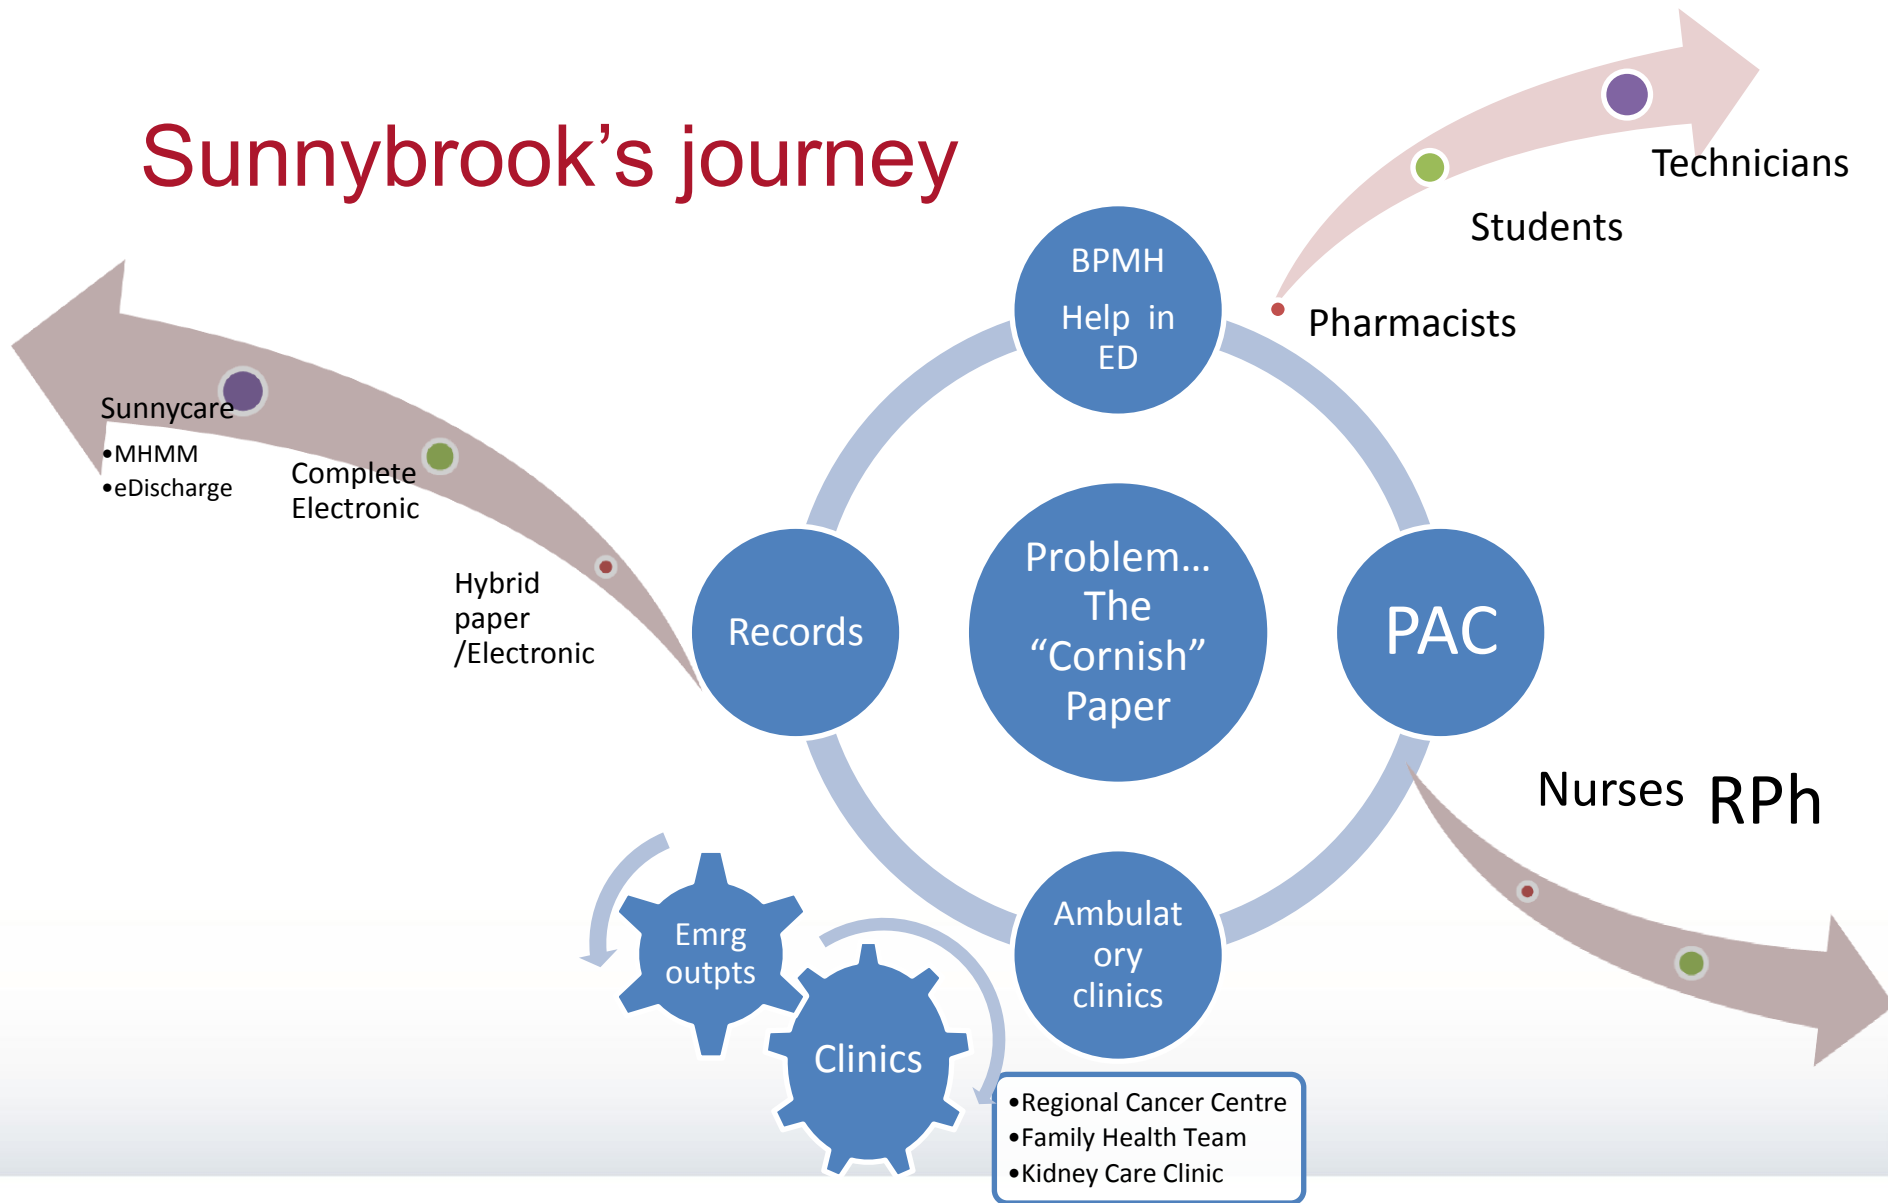 Sunnybrook’s journey
Technicians
Students
Pharmacists
BPMH
Help in
ED
Sunnycare
•MHMM
•eDischarge
Complete
Electronic
Hybrid
paper
/Electronic
Records
Problem...
The
“Cornish”
Paper
PAC
Nurses
RPh
Ambulat
ory
clinics
Emrg
outpts
Clinics
•Regional Cancer Centre
•Family Health Team
•Kidney Care Clinic